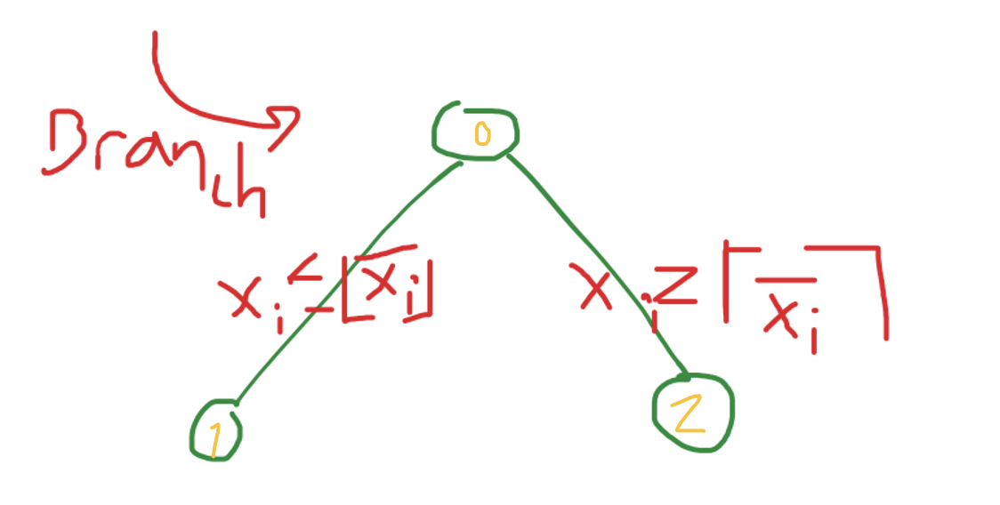 Branch
0
x_i ≤ ⌊x̅_i⌋
x_i ≥ ⌈x̅_i⌉
1
2